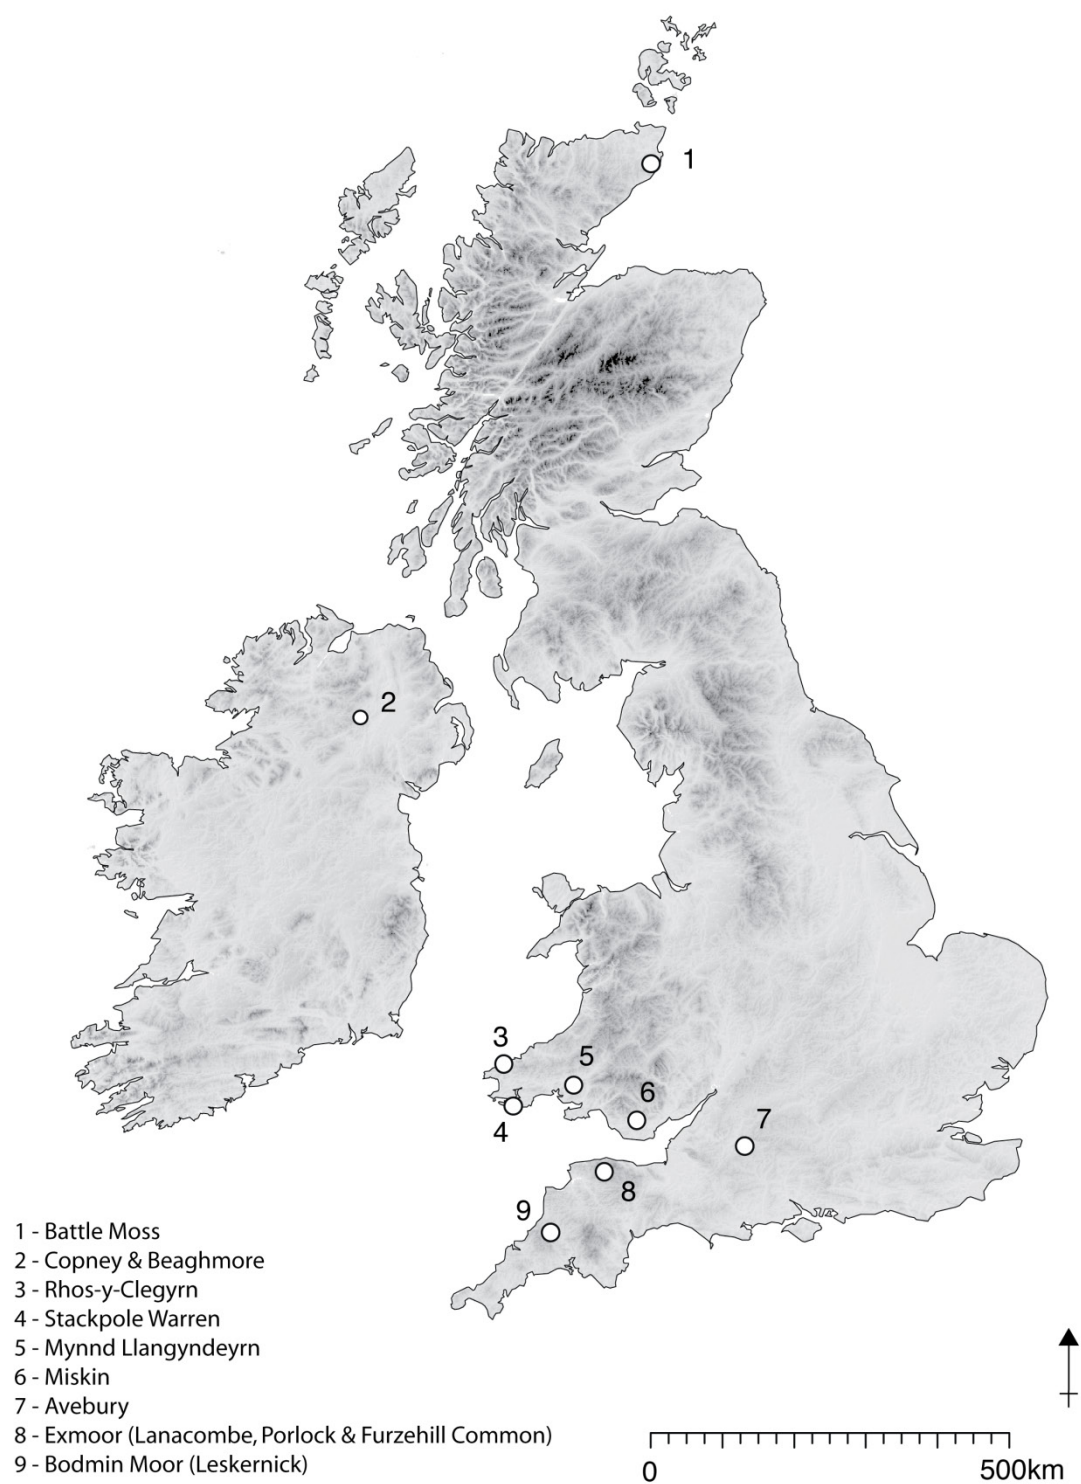 1
2
3
5
6
4
7
8
9
1 - Battle Moss
2 - Copney & Beaghmore
3 - Rhos-y-Clegyrn
4 - Stackpole Warren
5 - Mynnd Llangyndeyrn
6 - Miskin
7 - Avebury
8 - Exmoor (Lanacombe, Porlock & Furzehill Common)
9 - Bodmin Moor (Leskernick)
0 500km